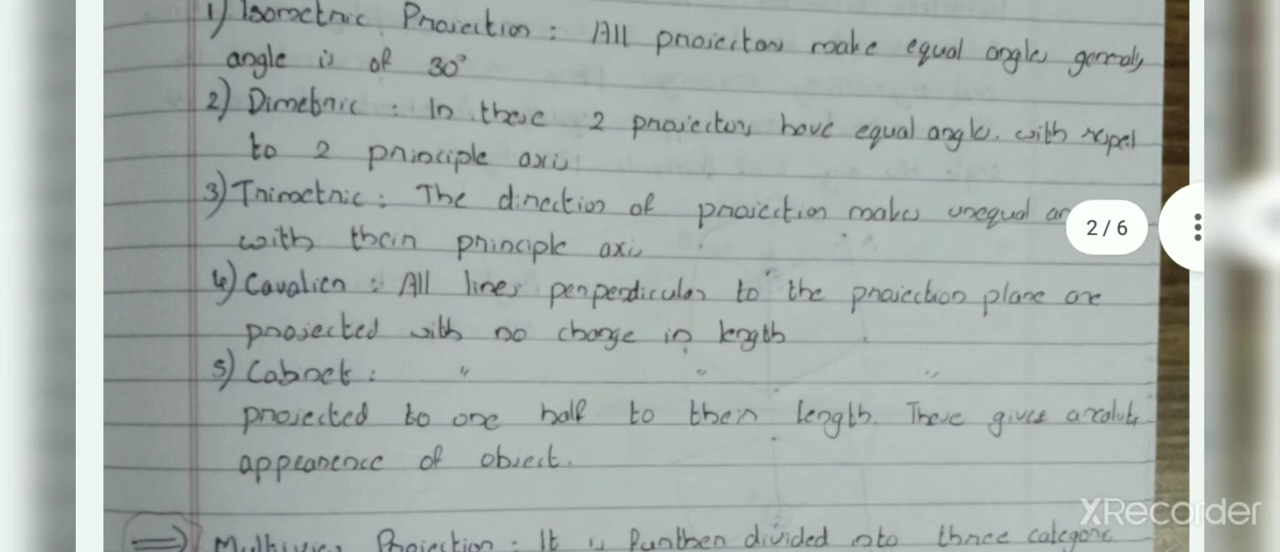 1) Isometric Projection : All projectors make equal angles generaly
angle is of 30°
2) Dimetric : In these 2 projectors have equal angle. with respect
to 2 principle axis
3) Trimetric : The direction of projection makes unequal
with their principle axis
4) Cavalier : All lines perpendicular to the projection plane are
projected with no change in length
5) Cabnet : " " "
projected to one half to their length. These gives
appearence of object.
⇒ Multiview Projection : It is further divided into three
2 / 6
XRecorder